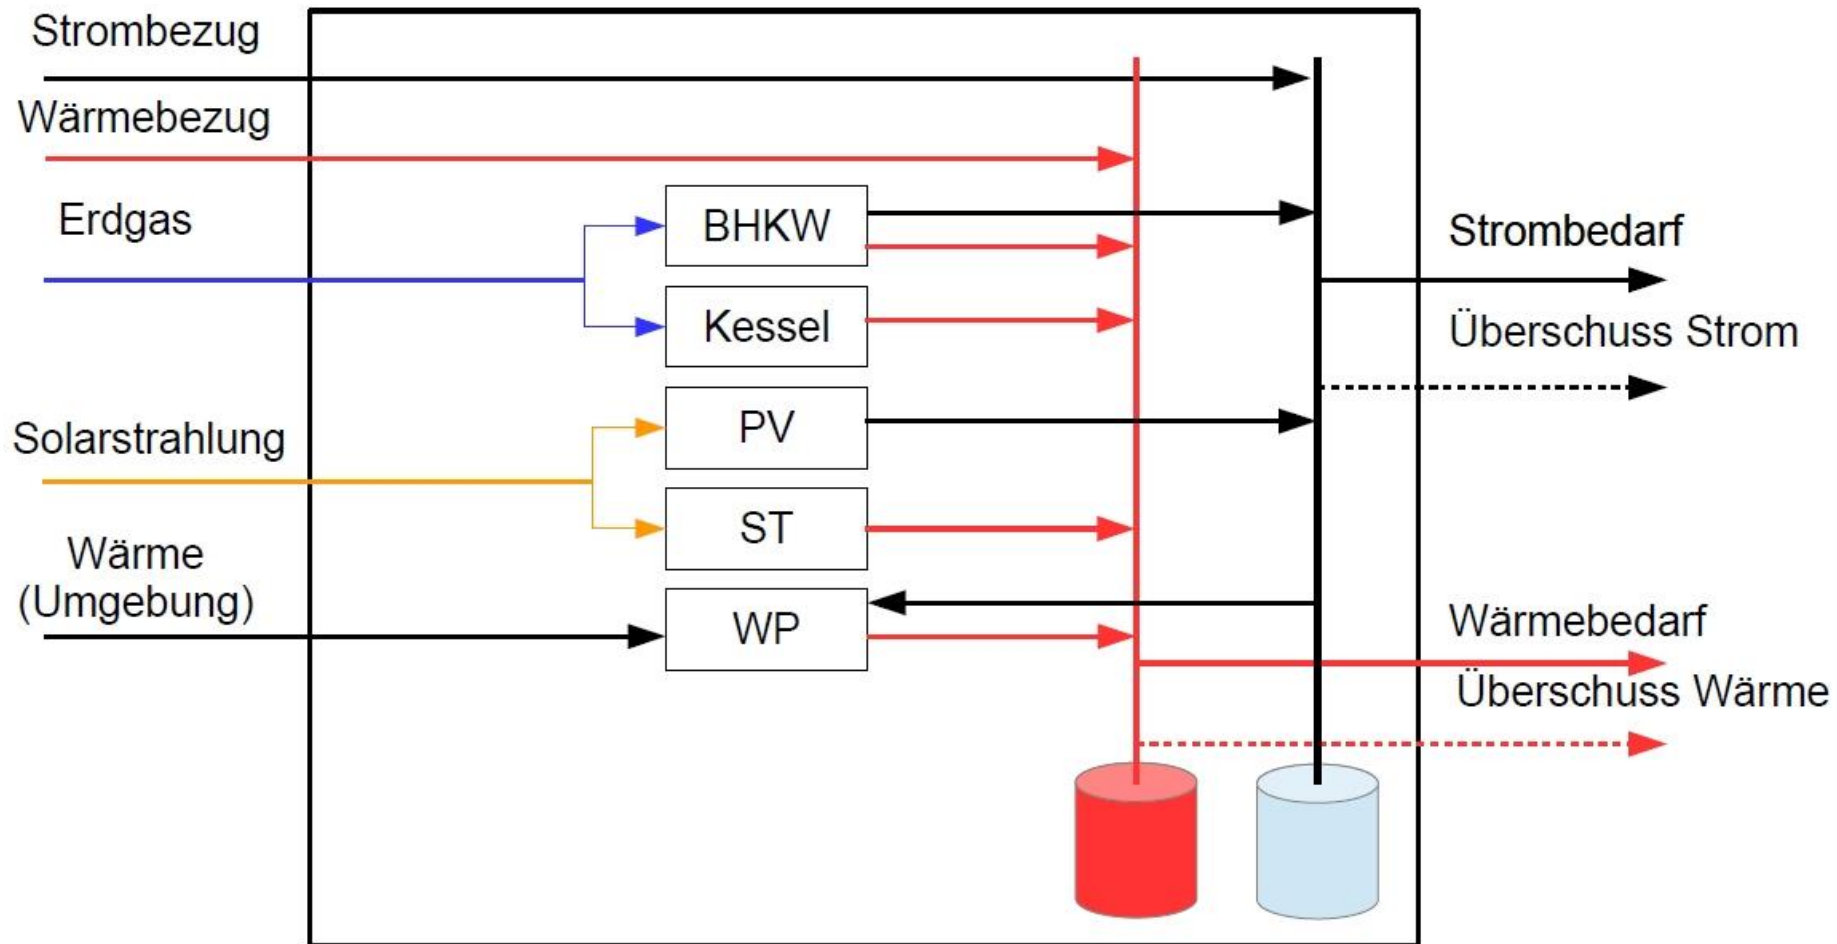 Strombezug
Wärmebezug
Erdgas
Solarstrahlung
Wärme
(Umgebung)
BHKW
Kessel
PV
ST
WP
Strombedarf
Überschuss Strom
Wärmebedarf
Überschuss Wärme